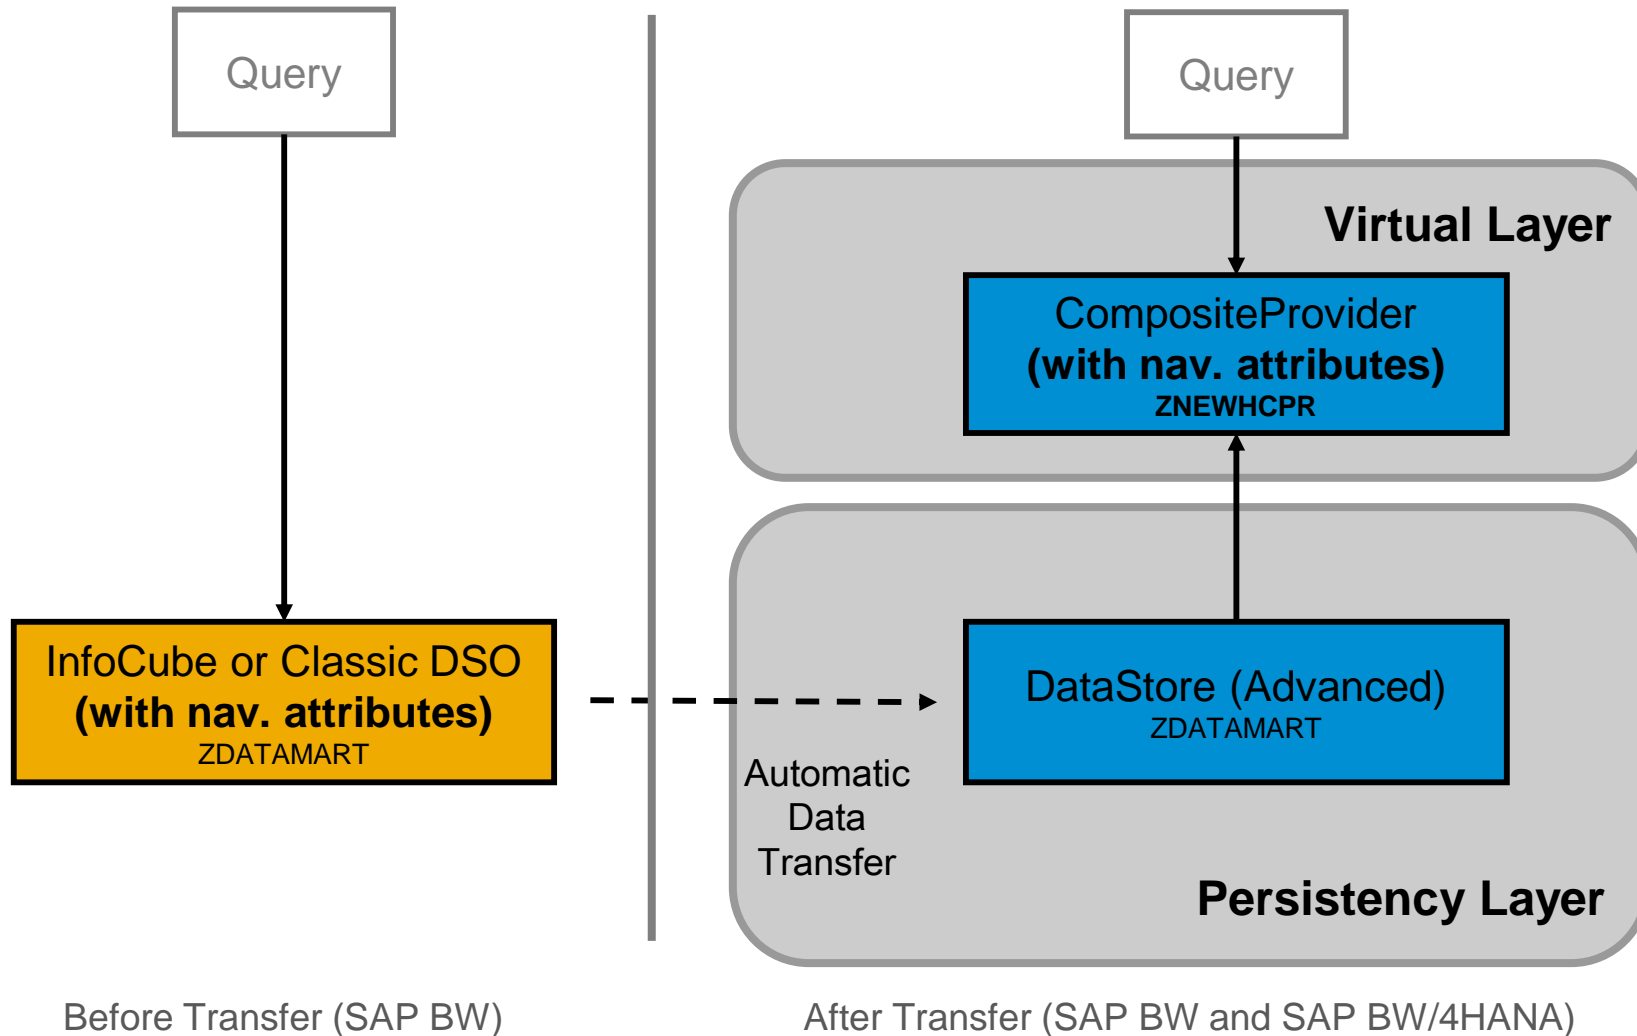 Query
InfoCube or Classic DSO
(with nav. attributes)
ZDATAMART
Before Transfer (SAP BW)
Automatic
Data
Transfer
Query
Virtual Layer
CompositeProvider
(with nav. attributes)
ZNEWHCPR
DataStore (Advanced)
ZDATAMART
Persistency Layer
After Transfer (SAP BW and SAP BW/4HANA)